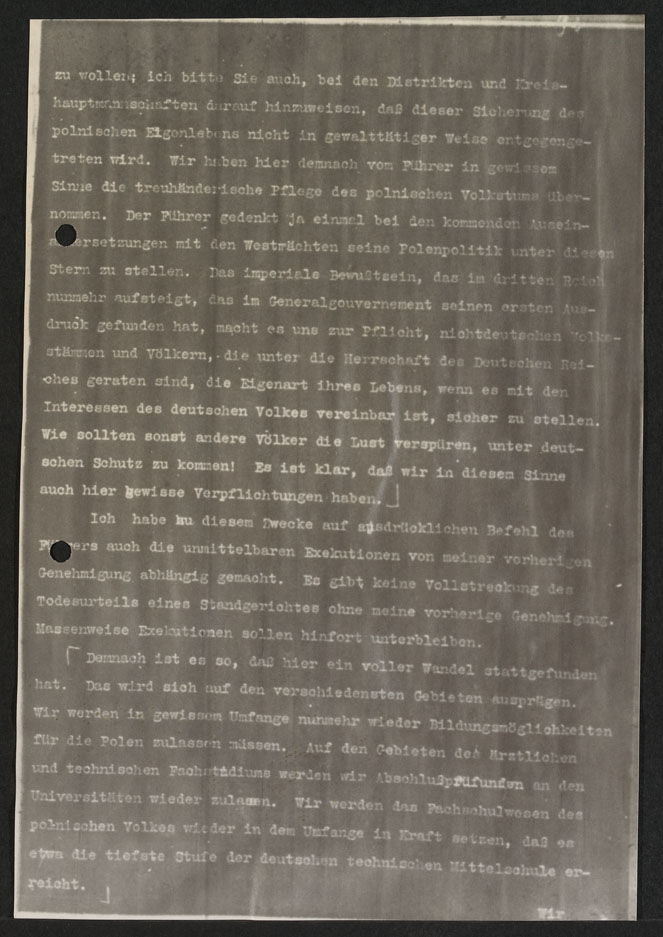 zu wollen; ich bitte Sie auch, bei den Distrikten und Kreis-
hauptmannschaften darauf hinzuweisen, daß dieser Sicherung des
polnischen Eigenlebens nicht in gewalttätiger Weise entgegenge-
treten wird. Wir haben hier demnach vom Führer in gewissem
Sinne die treuhänderische Pflege des polnischen Volkstums über-
nommen. Der Führer gedenkt ja einmal bei den kommenden Ausein-
andersetzungen mit den Westmächten seine Polenpolitik unter diesen
Stern zu stellen. Das imperiale Bewußtsein, das im dritten Reich
nunmehr aufsteigt, das im Generalgouvernement seinen ersten Aus-
druck gefunden hat, macht es uns zur Pflicht, nichtdeutschen Volks-
stämmen und Völkern, die unter die Herrschaft des Deutschen Rei-
ches geraten sind, die Eigenart ihres Lebens, wenn es mit den
Interessen des deutschen Volkes vereinbar ist, sicher zu stellen.
Wie sollten sonst andere Völker die Lust verspüren, unter deut-
schen Schutz zu kommen! Es ist klar, daß wir in diesem Sinne
auch hier gewisse Verpflichtungen haben.
Ich habe zu diesem Zwecke auf ausdrücklichen Befehl des
Führers auch die unmittelbaren Exekutionen von meiner vorherigen
Genehmigung abhängig gemacht. Es gibt keine Vollstreckung des
Todesurteils eines Standgerichtes ohne meine vorherige Genehmigung.
Massenweise Exekutionen sollen hinfort unterbleiben.
Demnach ist es so, daß hier ein voller Wandel stattgefunden
hat. Das wird sich auf den verschiedensten Gebieten ausprägen.
Wir werden in gewissem Umfange nunmehr wieder Bildungsmöglichkeiten
für die Polen zulassen müssen. Auf den Gebieten des ärztlichen
und technischen Fachstudiums werden wir Abschlußprüfunden an den
Universitäten wieder zulassen. Wir werden das Fachschulwesen des
polnischen Volkes wieder in dem Umfange in Kraft setzen, daß es
etwa die tiefste Stufe der deutschen technischen Mittelschule er-
reicht.
Wir